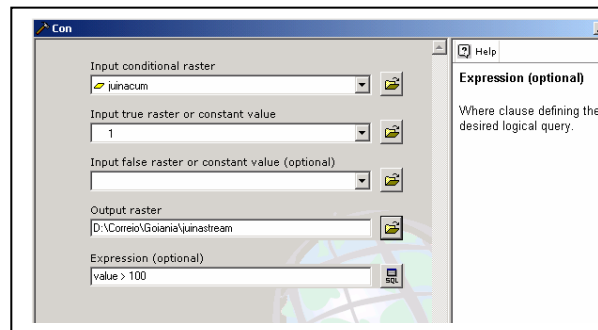 Con
Input conditional raster
juinacum
Input true raster or constant value
1
Input false raster or constant value (optional)
Output raster
D:\Correio\Goiania\juinastream
Expression (optional)
value > 100
SQL
Help
Expression (optional)
Where clause defining the
desired logical query.